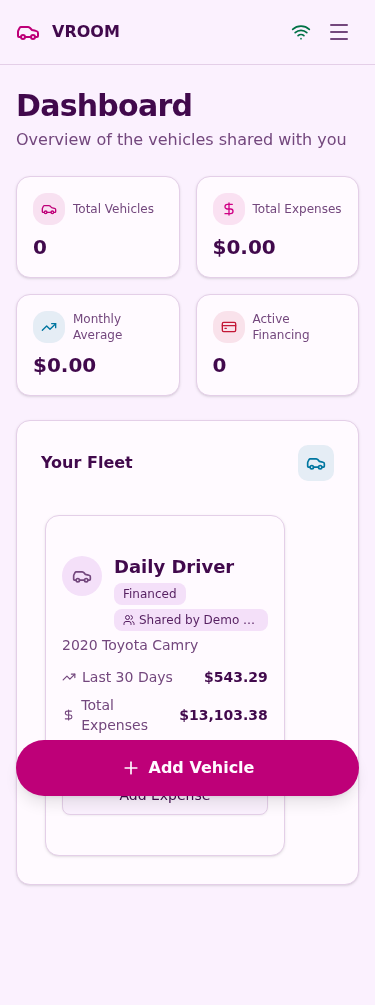 VROOM
Dashboard
Overview of the vehicles shared with you
Total Vehicles
0
Total Expenses
$0.00
Monthly
Average
$0.00
Active
Financing
0
Your Fleet
Daily Driver
Financed
Shared by Demo ...
2020 Toyota Camry
Last 30 Days $543.29
Total
Expenses $13,103.38
Add Vehicle
Add Expense